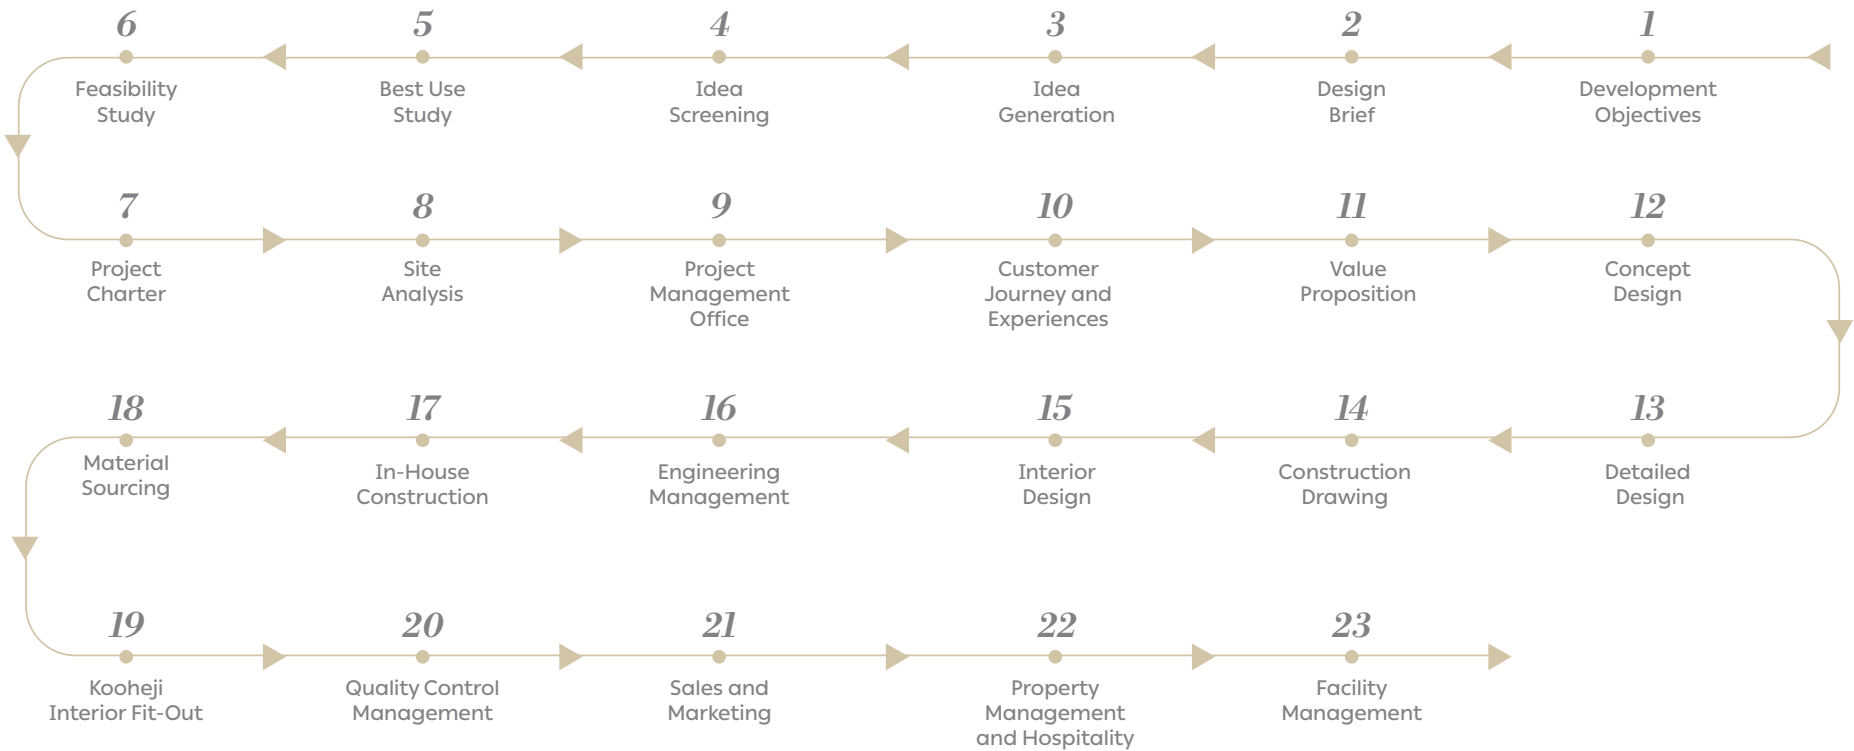 6
5
4
3
2
1
Feasibility
Study
Best Use
Study
Idea
Screening
Idea
Generation
Design
Brief
Development
Objectives
7
8
9
10
11
12
Project
Charter
Site
Analysis
Project
Management
Office
Customer
Journey and
Experiences
Value
Proposition
Concept
Design
18
17
16
15
14
13
Material
Sourcing
In-House
Construction
Engineering
Management
Interior
Design
Construction
Drawing
Detailed
Design
19
20
21
22
23
Kooheji
Interior Fit-Out
Quality Control
Management
Sales and
Marketing
Property
Management
and Hospitality
Facility
Management